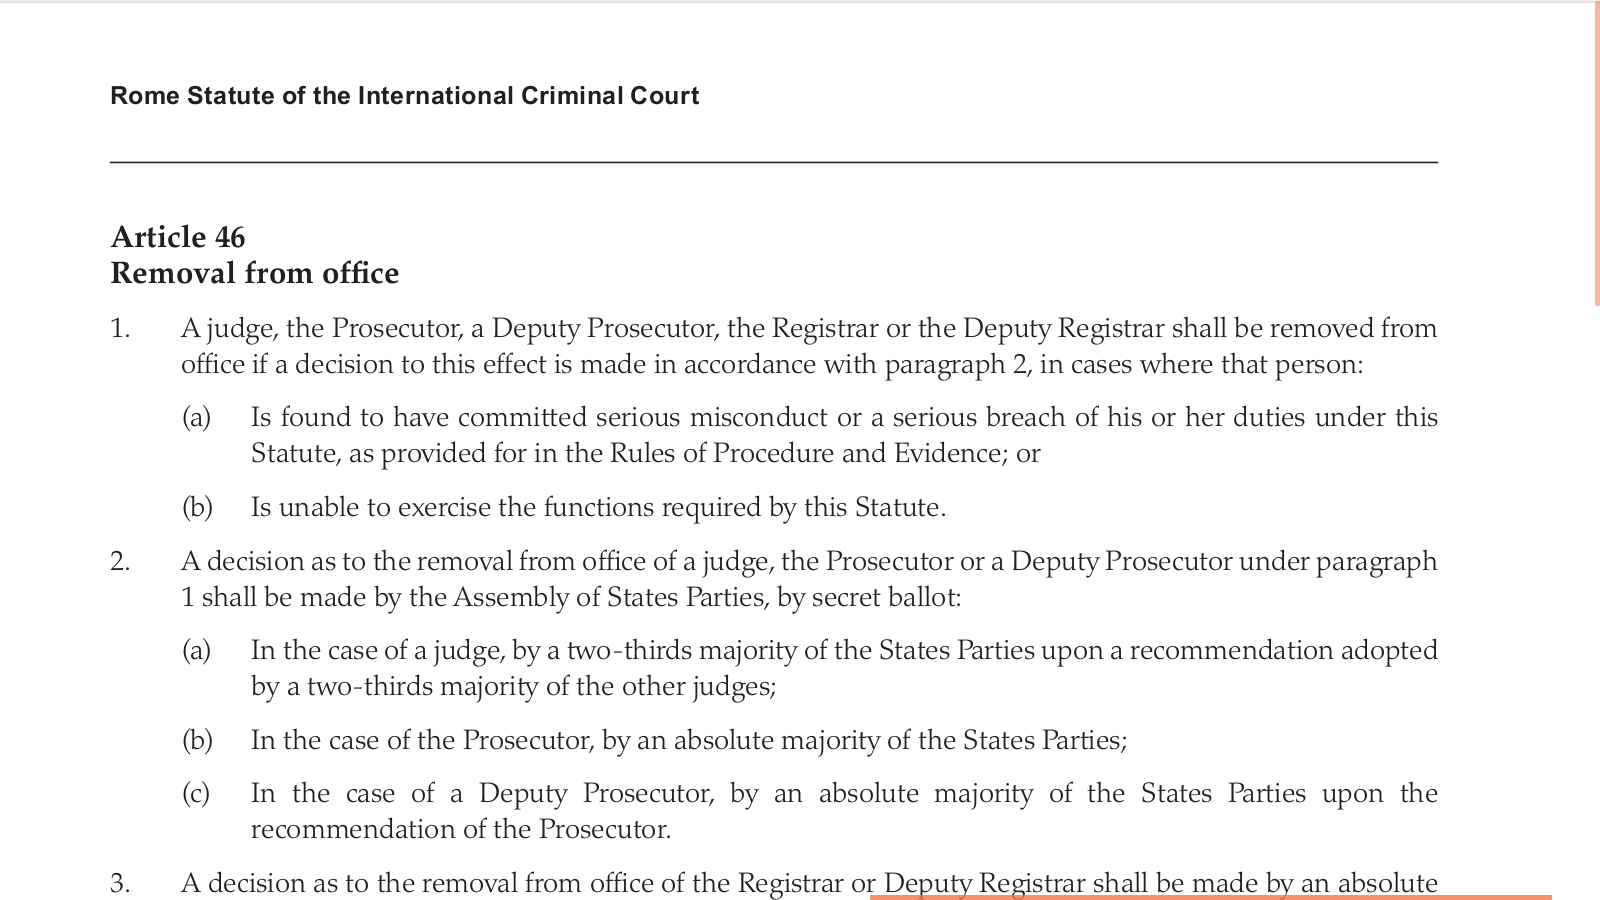 Rome Statute of the International Criminal Court
Article 46
Removal from office
1. A judge, the Prosecutor, a Deputy Prosecutor, the Registrar or the Deputy Registrar shall be removed from
office if a decision to this effect is made in accordance with paragraph 2, in cases where that person:
(a) Is found to have committed serious misconduct or a serious breach of his or her duties under this
Statute, as provided for in the Rules of Procedure and Evidence; or
(b) Is unable to exercise the functions required by this Statute.
2. A decision as to the removal from office of a judge, the Prosecutor or a Deputy Prosecutor under paragraph
1 shall be made by the Assembly of States Parties, by secret ballot:
(a) In the case of a judge, by a two-thirds majority of the States Parties upon a recommendation adopted
by a two-thirds majority of the other judges;
(b) In the case of the Prosecutor, by an absolute majority of the States Parties;
(c) In the case of a Deputy Prosecutor, by an absolute majority of the States Parties upon the
recommendation of the Prosecutor.
3. A decision as to the removal from office of the Registrar or Deputy Registrar shall be made by an absolute